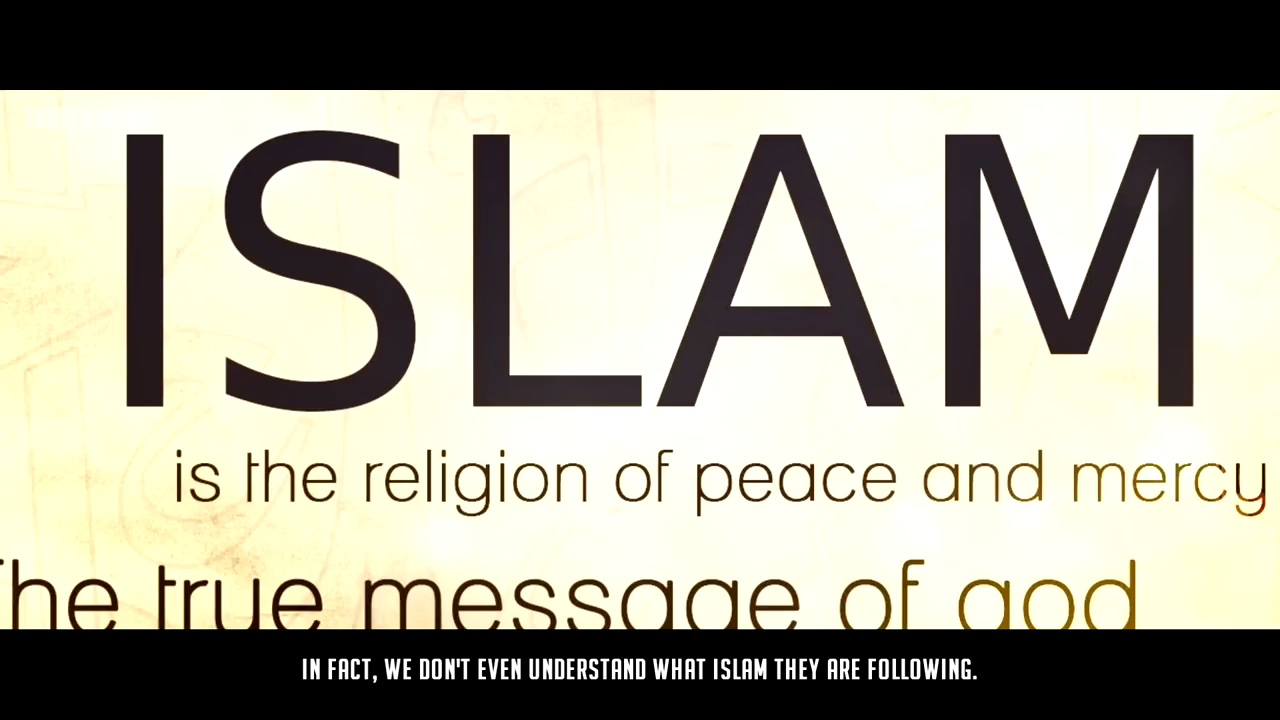 ISLAM
is the religion of peace and mercy
The true message of god
IN FACT, WE DON'T EVEN UNDERSTAND WHAT ISLAM THEY ARE FOLLOWING.